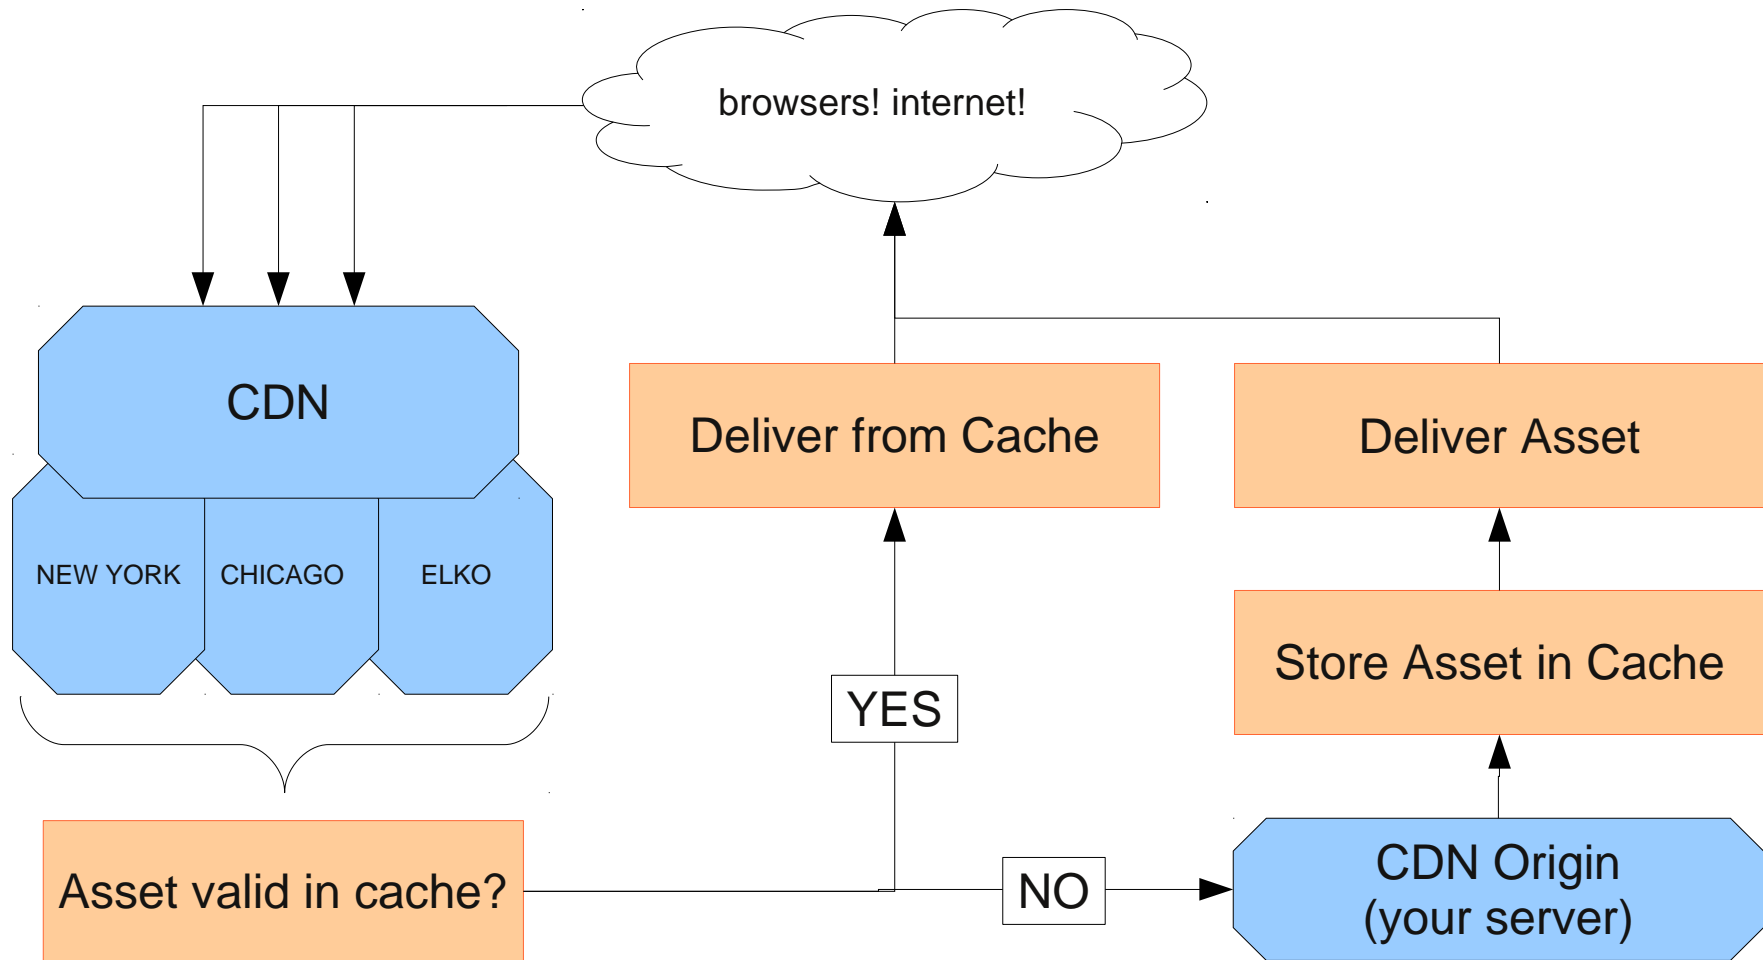 browsers! internet!
CDN
Deliver from Cache
Deliver Asset
NEW YORK
CHICAGO
ELKO
Store Asset in Cache
YES
Asset valid in cache?
NO
CDN Origin
(your server)